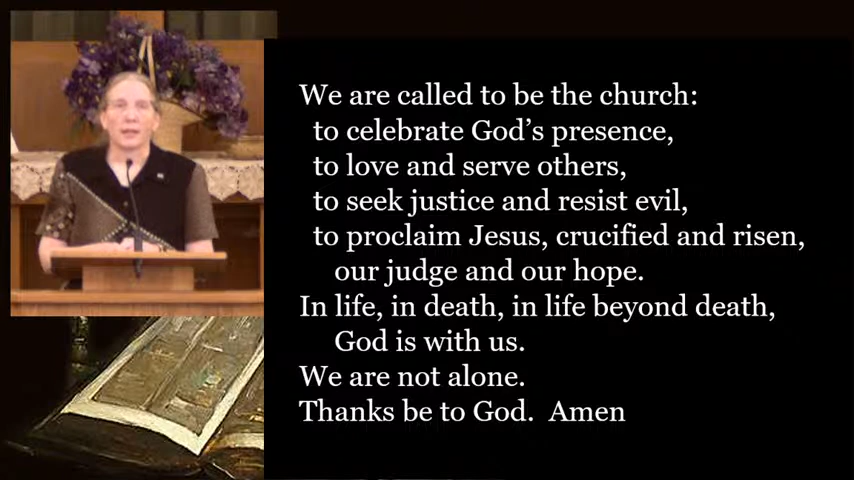 We are called to be the church:
to celebrate God’s presence,
to love and serve others,
to seek justice and resist evil,
to proclaim Jesus, crucified and risen,
our judge and our hope.
In life, in death, in life beyond death,
God is with us.
We are not alone.
Thanks be to God.  Amen